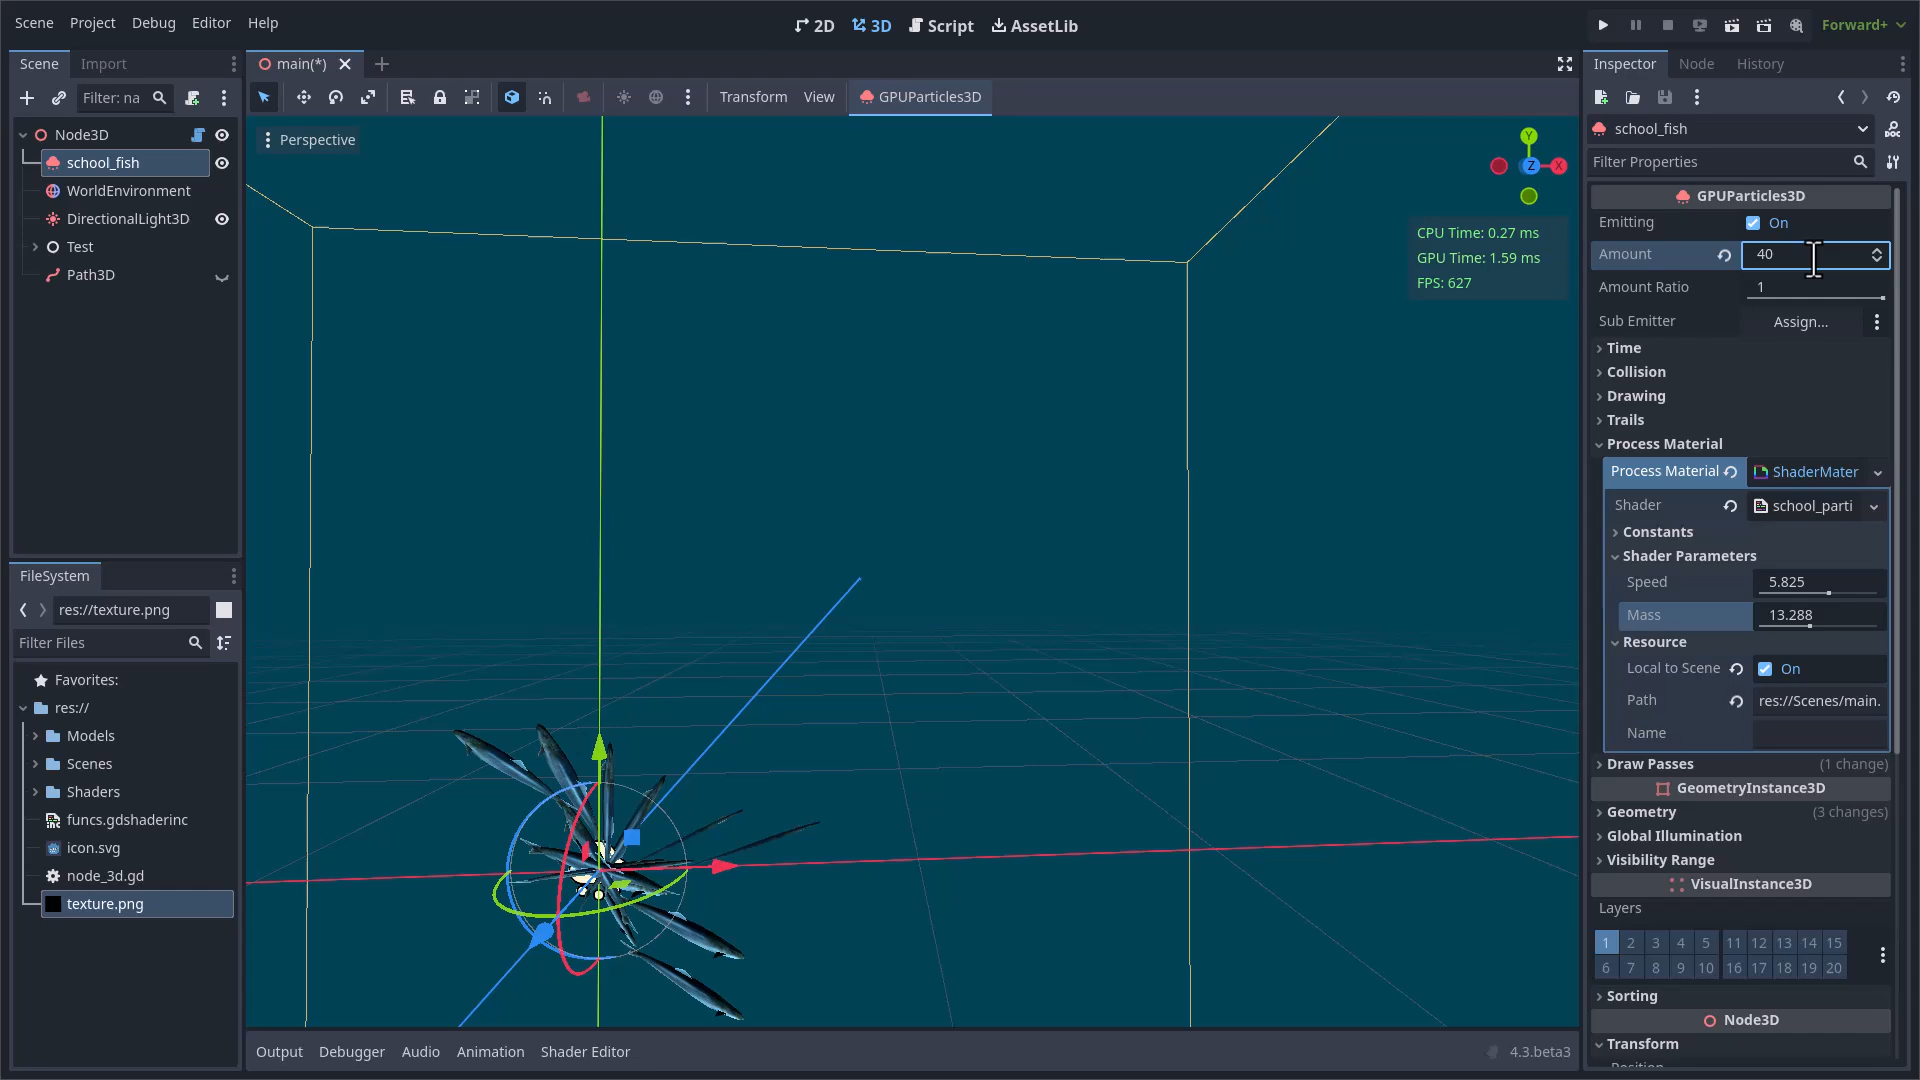 Scene Project Debug Editor Help
2D 3D Script AssetLib
Forward+
Scene Import
Filter: na
Node3D
school_fish
WorldEnvironment
DirectionalLight3D
Test
Path3D
FileSystem
res://texture.png
Filter Files
Favorites:
res://
Models
Scenes
Shaders
funcs.gdshaderinc
icon.svg
node_3d.gd
texture.png
main(*)
Transform View GPUParticles3D
Perspective
Y
Z
X
CPU Time: 0.27 ms
GPU Time: 1.59 ms
FPS: 627
Output Debugger Audio Animation Shader Editor
4.3.beta3
Inspector Node History
school_fish
Filter Properties
GPUParticles3D
Emitting On
Amount 40
Amount Ratio 1
Sub Emitter Assign...
Time
Collision
Drawing
Trails
Process Material
Process Material ShaderMater
Shader school_parti
Constants
Shader Parameters
Speed 5.825
Mass 13.288
Resource
Local to Scene On
Path res://Scenes/main.
Name
Draw Passes (1 change)
GeometryInstance3D
Geometry (3 changes)
Global Illumination
Visibility Range
VisualInstance3D
Layers
1 2 3 4 5 11 12 13 14 15
6 7 8 9 10 16 17 18 19 20
Sorting
Node3D
Transform